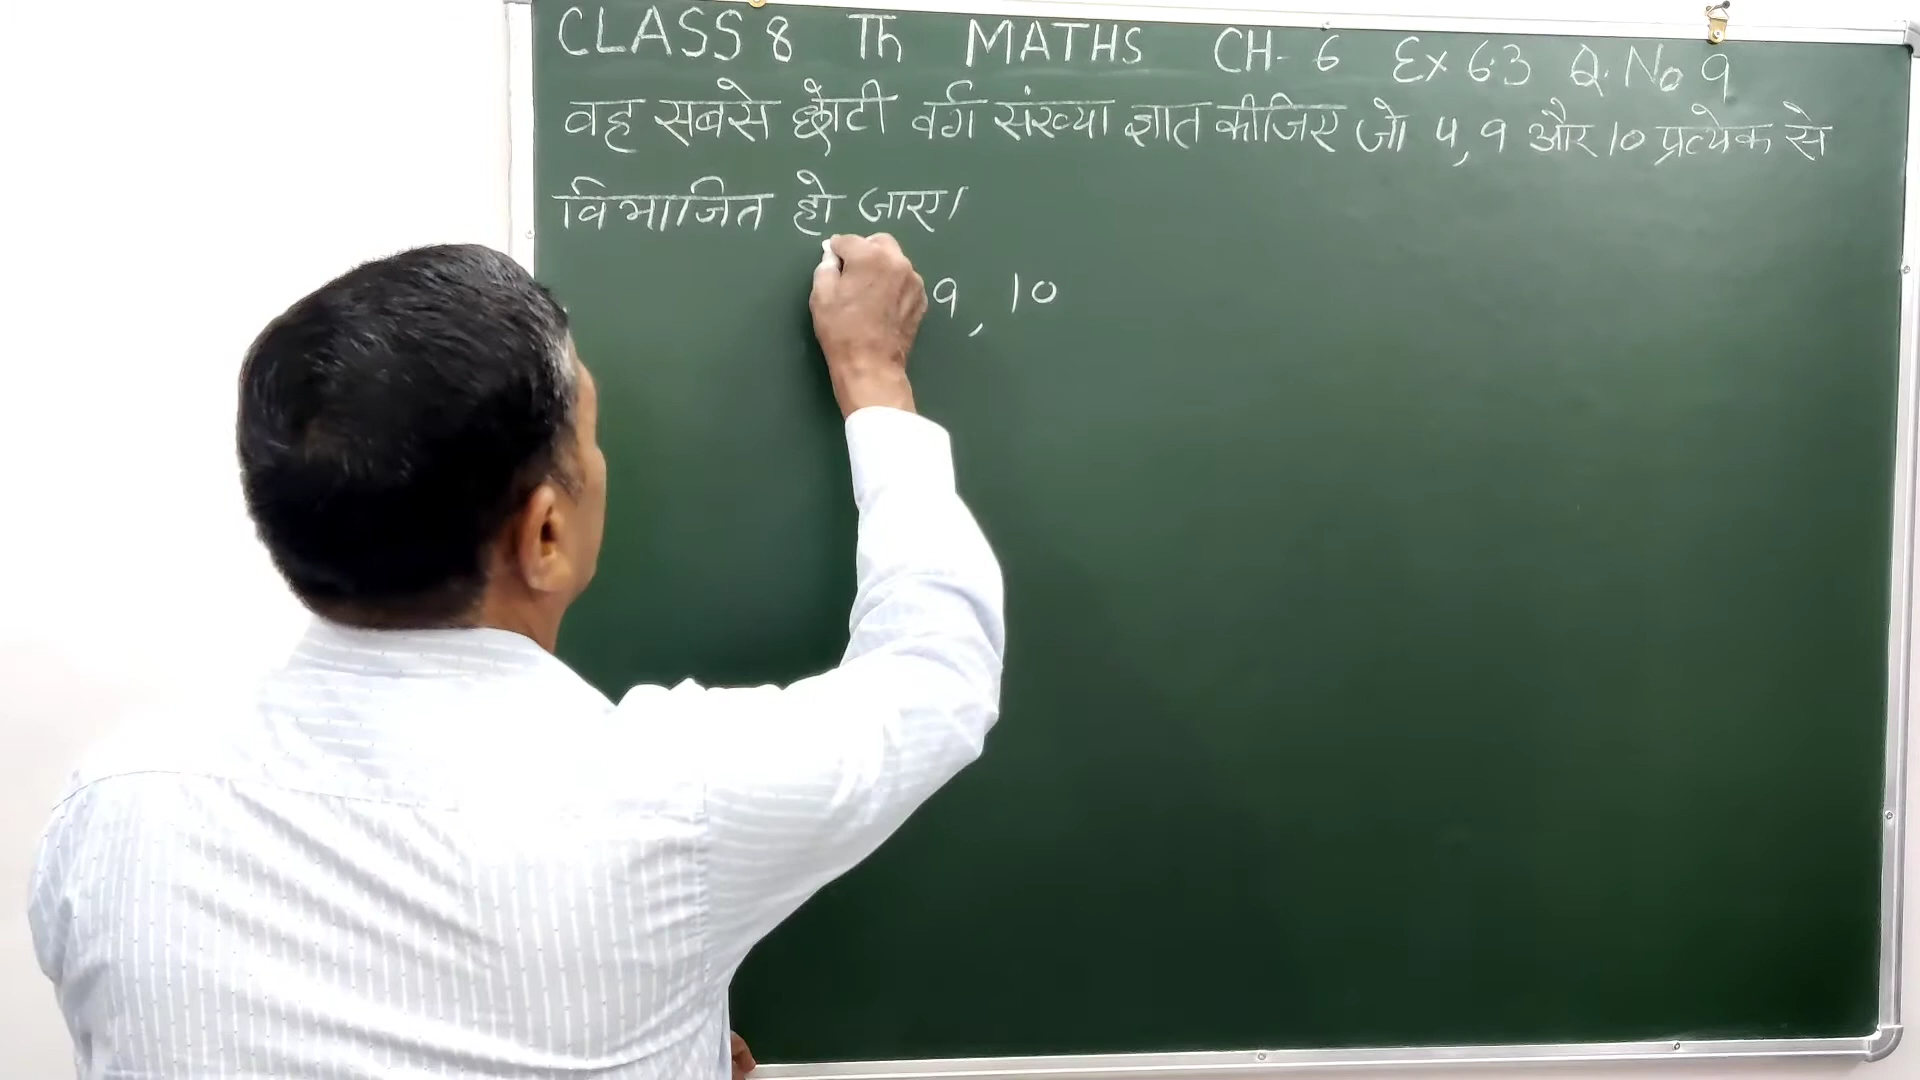 CLASS 8 Th MATHS CH- 6 Ex 6.3 Q. No 9
वह सबसे छोटी वर्ग संख्या ज्ञात कीजिए जो 4, 9 और 10 प्रत्येक से
विभाजित हो जाए।
9, 10